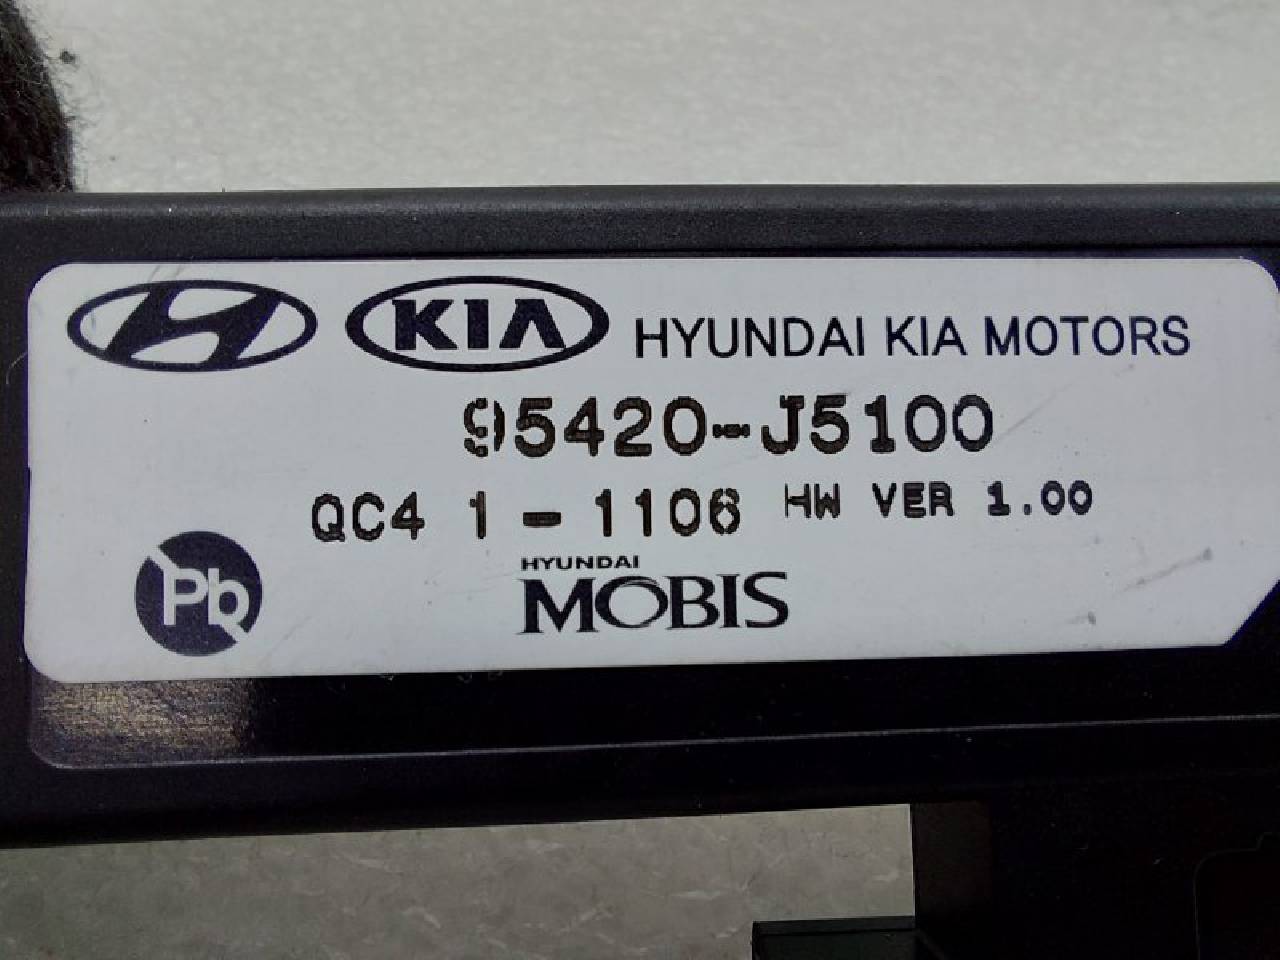 KIA HYUNDAI KIA MOTORS
95420-J5100
QC4 1-1106 HW VER 1.00
Pb
HYUNDAI
MOBIS